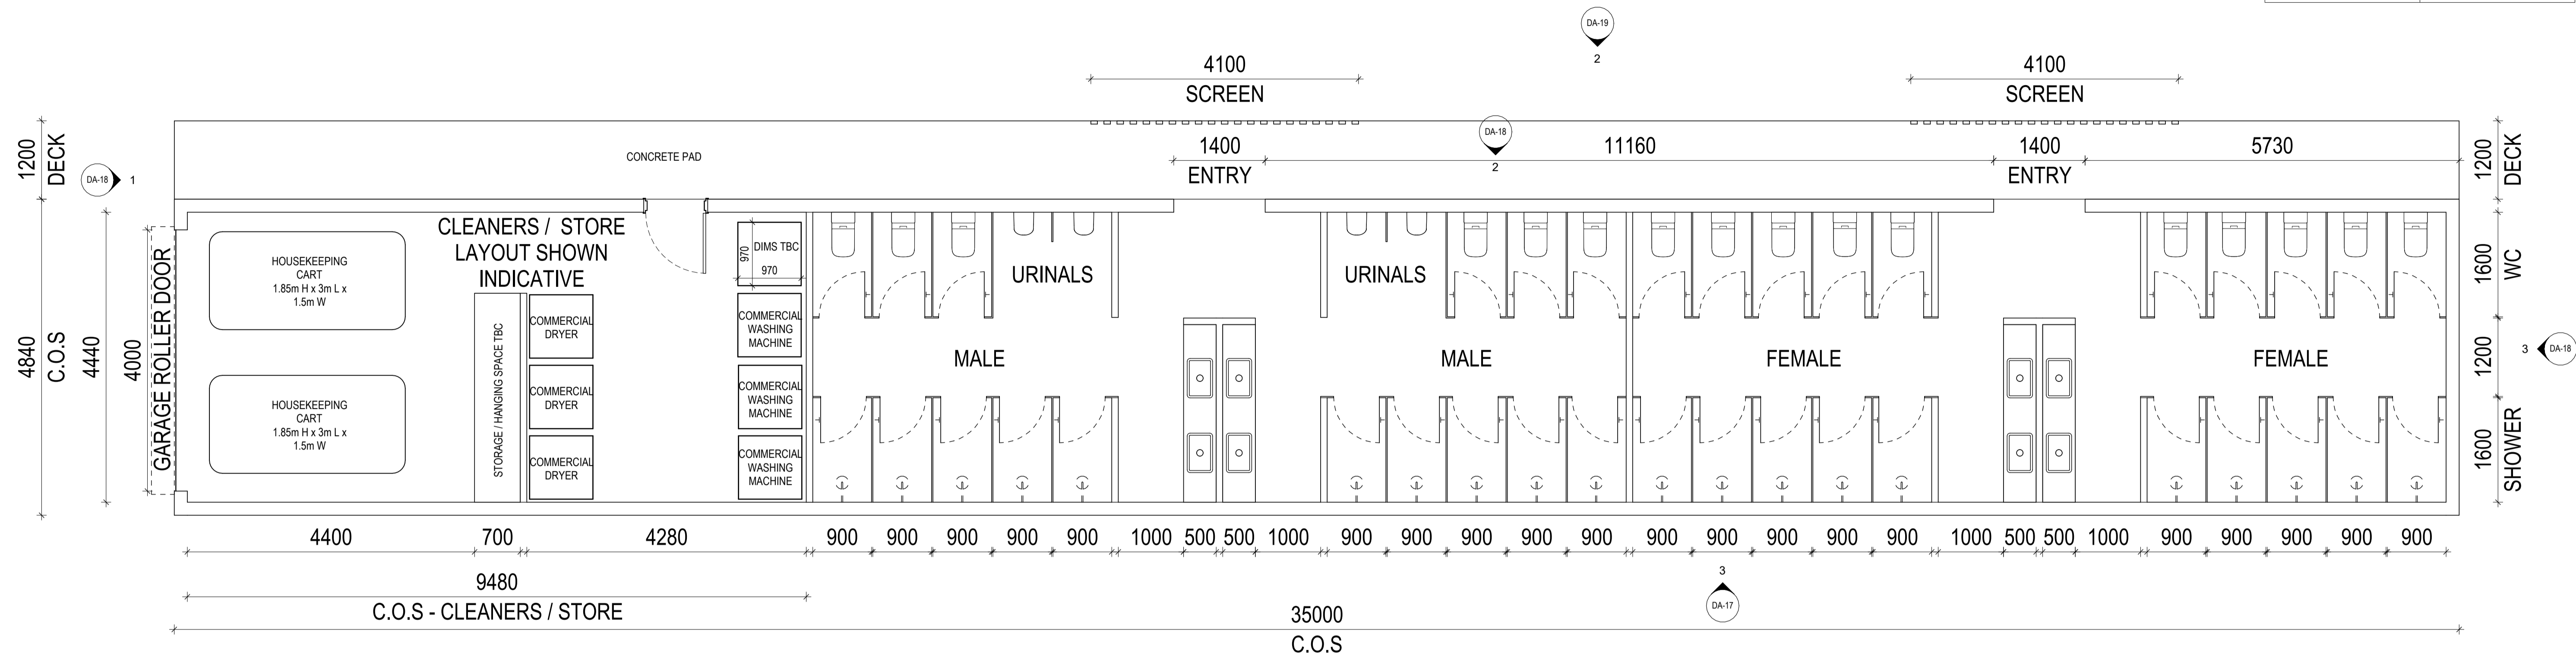 DA-19
2
4100
SCREEN
4100
SCREEN
1200
DECK
DA-18
1
CONCRETE PAD
1400
ENTRY
DA-18
2
11160
1400
ENTRY
5730
1200
DECK
4840
C.O.S
4440
4000
GARAGE ROLLER DOOR
HOUSEKEEPING
CART
1.85m H x 3m L x
1.5m W
HOUSEKEEPING
CART
1.85m H x 3m L x
1.5m W
CLEANERS / STORE
LAYOUT SHOWN
INDICATIVE
STORAGE / HANGING SPACE TBC
COMMERCIAL
DRYER
COMMERCIAL
DRYER
COMMERCIAL
DRYER
970
DIMS TBC
970
COMMERCIAL
WASHING
MACHINE
COMMERCIAL
WASHING
MACHINE
COMMERCIAL
WASHING
MACHINE
URINALS
MALE
URINALS
MALE
FEMALE
FEMALE
1600
WC
1200
1600
SHOWER
3
DA-18
4400
700
4280
900
900
900
900
900
1000
500
500
1000
900
900
900
900
900
900
900
900
900
900
1000
500
500
1000
900
900
900
900
900
9480
C.O.S - CLEANERS / STORE
3
DA-17
35000
C.O.S